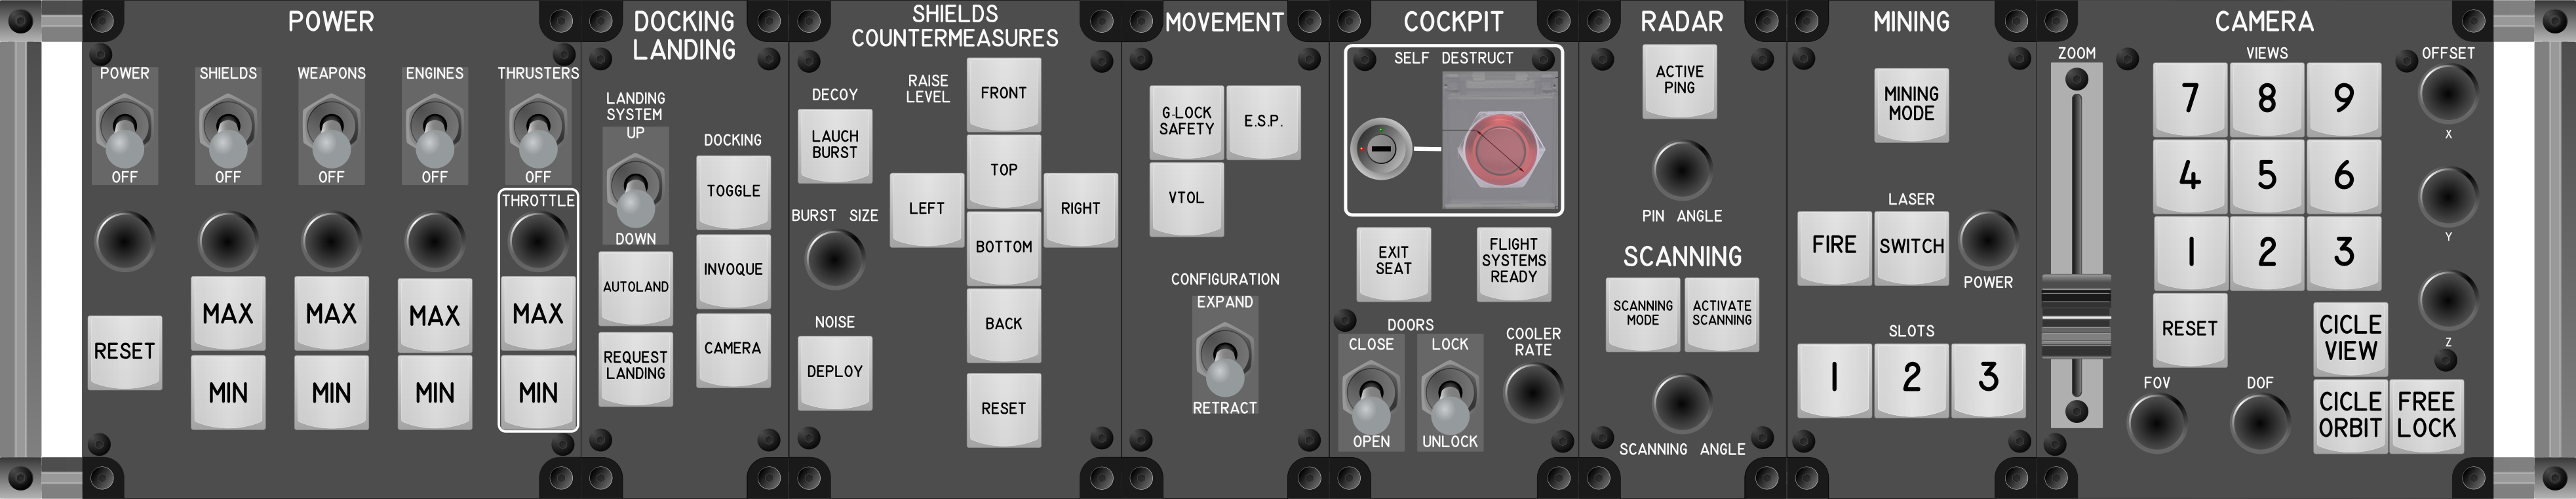 POWER
POWER
OFF
SHIELDS
OFF
WEAPONS
OFF
ENGINES
OFF
THRUSTERS
OFF
THROTTLE
RESET
MAX
MIN
MAX
MIN
MAX
MIN
MAX
MIN
DOCKING
LANDING
LANDING
SYSTEM
UP
DOWN
AUTOLAND
REQUEST
LANDING
DOCKING
TOGGLE
INVOQUE
CAMERA
SHIELDS
COUNTERMEASURES
DECOY
LAUCH
BURST
BURST SIZE
NOISE
DEPLOY
RAISE
LEVEL
FRONT
TOP
LEFT
RIGHT
BOTTOM
BACK
RESET
MOVEMENT
G-LOCK
SAFETY
E.S.P.
VTOL
CONFIGURATION
EXPAND
RETRACT
COCKPIT
SELF DESTRUCT
EXIT
SEAT
FLIGHT
SYSTEMS
READY
DOORS
CLOSE
OPEN
LOCK
UNLOCK
COOLER
RATE
RADAR
ACTIVE
PING
PIN ANGLE
SCANNING
SCANNING
MODE
ACTIVATE
SCANNING
SCANNING ANGLE
MINING
MINING
MODE
LASER
FIRE
SWITCH
POWER
SLOTS
1
2
3
CAMERA
ZOOM
VIEWS
7
8
9
4
5
6
1
2
3
RESET
CICLE
VIEW
CICLE
ORBIT
FREE
LOCK
FOV
DOF
OFFSET
X
Y
Z